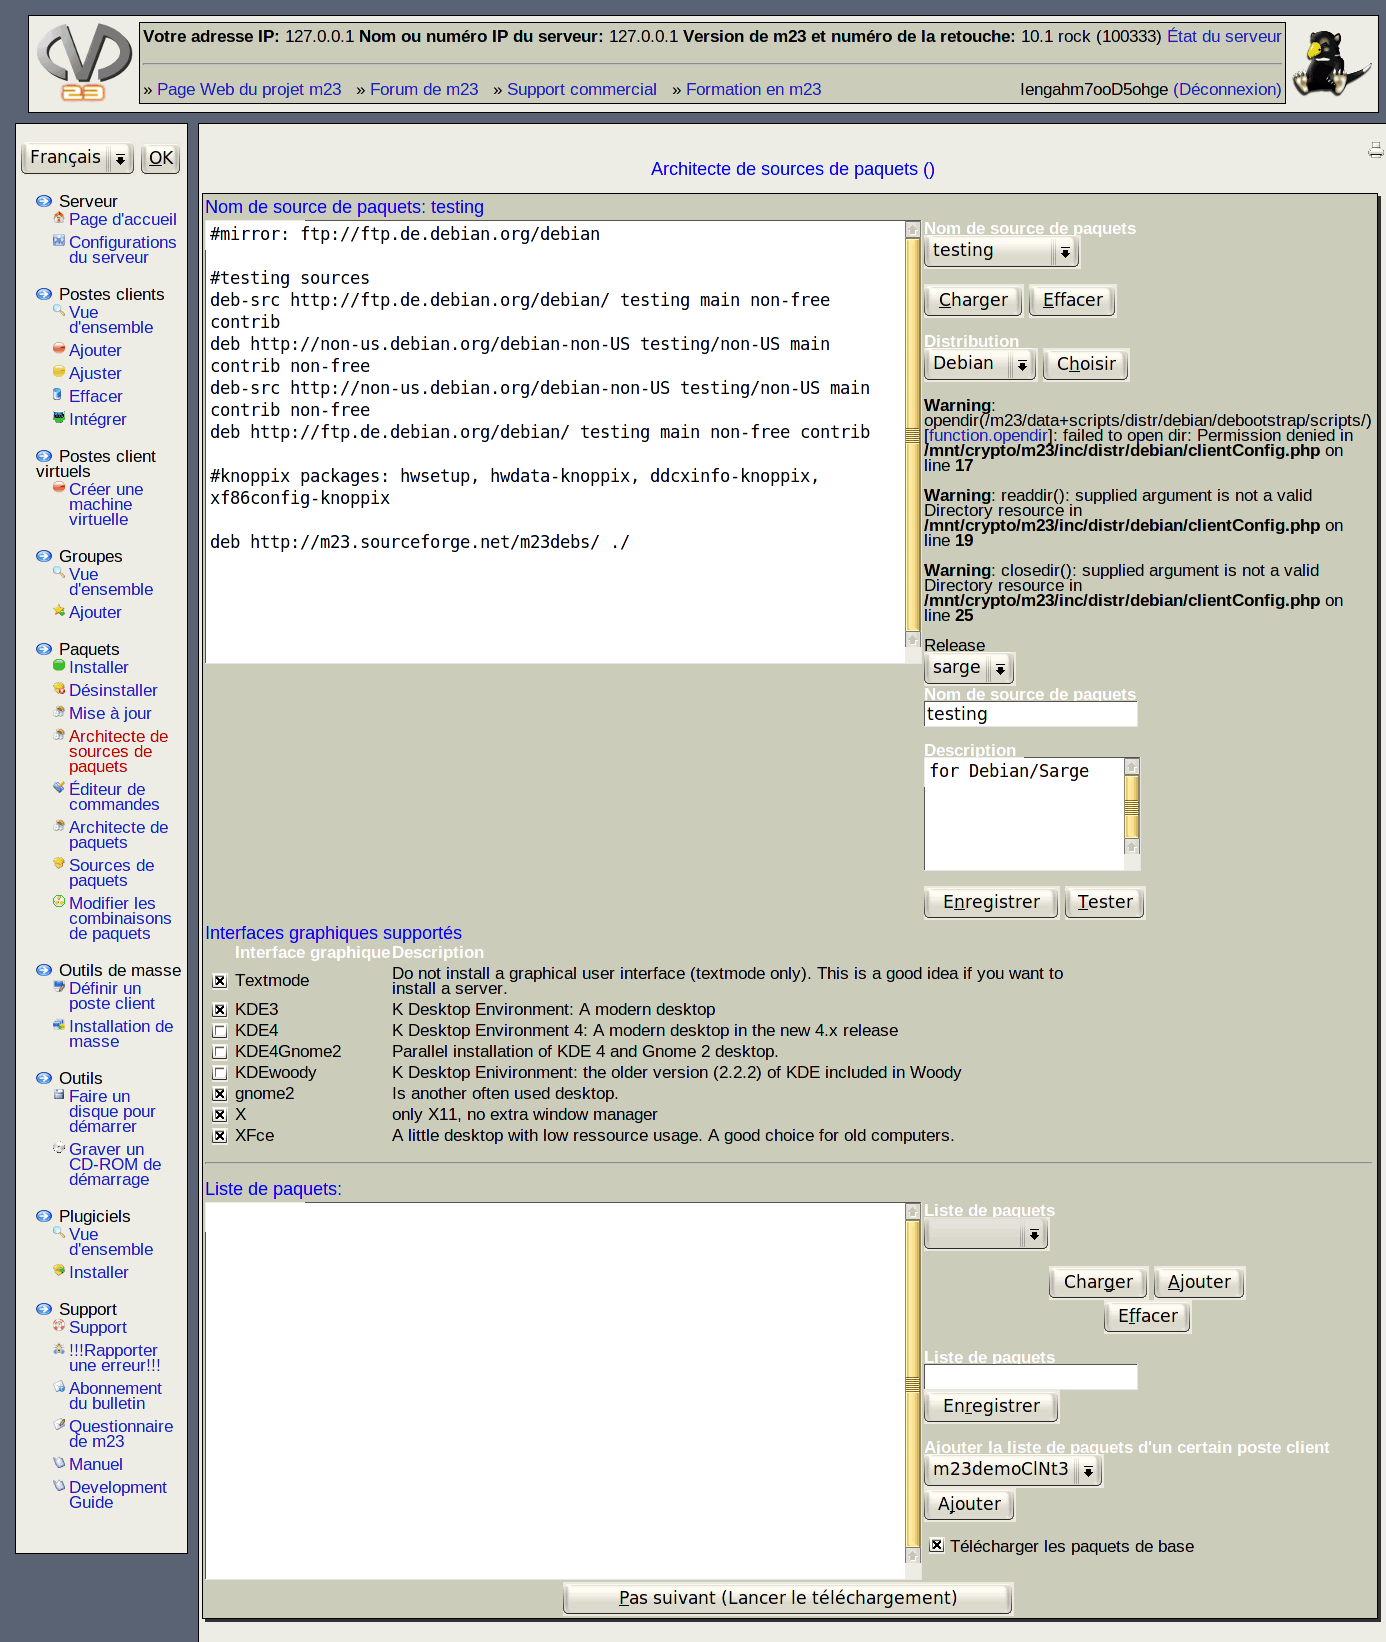 Votre adresse IP: 127.0.0.1 Nom ou numéro IP du serveur: 127.0.0.1 Version de m23 et numéro de la retouche: 10.1 rock (100333) État du serveur
» Page Web du projet m23 » Forum de m23 » Support commercial » Formation en m23 Iengahm7ooD5ohge (Déconnexion)
23
Français OK
Serveur
Page d'accueil
Configurations
du serveur
Postes clients
Vue
d'ensemble
Ajouter
Ajuster
Effacer
Intégrer
Postes client
virtuels
Créer une
machine
virtuelle
Groupes
Vue
d'ensemble
Ajouter
Paquets
Installer
Désinstaller
Mise à jour
Architecte de
sources de
paquets
Éditeur de
commandes
Architecte de
paquets
Sources de
paquets
Modifier les
combinaisons
de paquets
Outils de masse
Définir un
poste client
Installation de
masse
Outils
Faire un
disque pour
démarrer
Graver un
CD-ROM de
démarrage
Plugiciels
Vue
d'ensemble
Installer
Support
Support
!!!Rapporter
une erreur!!!
Abonnement
du bulletin
Questionnaire
de m23
Manuel
Development
Guide
Architecte de sources de paquets ()
Nom de source de paquets: testing
#mirror: ftp://ftp.de.debian.org/debian
#testing sources
deb-src http://ftp.de.debian.org/debian/ testing main non-free
contrib
deb http://non-us.debian.org/debian-non-US testing/non-US main
contrib non-free
deb-src http://non-us.debian.org/debian-non-US testing/non-US main
contrib non-free
deb http://ftp.de.debian.org/debian/ testing main non-free contrib
#knoppix packages: hwsetup, hwdata-knoppix, ddcxinfo-knoppix,
xf86config-knoppix
deb http://m23.sourceforge.net/m23debs/ ./
Nom de source de paquets
testing
Charger Effacer
Distribution
Debian Choisir
Warning:
opendir(/m23/data+scripts/distr/debian/debootstrap/scripts/)
[function.opendir]: failed to open dir: Permission denied in
/mnt/crypto/m23/inc/distr/debian/clientConfig.php on
line 17
Warning: readdir(): supplied argument is not a valid
Directory resource in
/mnt/crypto/m23/inc/distr/debian/clientConfig.php on
line 19
Warning: closedir(): supplied argument is not a valid
Directory resource in
/mnt/crypto/m23/inc/distr/debian/clientConfig.php on
line 25
Release
sarge
Nom de source de paquets
testing
Description
for Debian/Sarge
Enregistrer Tester
Interfaces graphiques supportés
Interface graphique Description
Textmode Do not install a graphical user interface (textmode only). This is a good idea if you want to
install a server.
KDE3 K Desktop Environment: A modern desktop
KDE4 K Desktop Environment 4: A modern desktop in the new 4.x release
KDE4Gnome2 Parallel installation of KDE 4 and Gnome 2 desktop.
KDEwoody K Desktop Enivironment: the older version (2.2.2) of KDE included in Woody
gnome2 Is another often used desktop.
X only X11, no extra window manager
XFce A little desktop with low ressource usage. A good choice for old computers.
Liste de paquets:
Liste de paquets
Charger Ajouter
Effacer
Liste de paquets
Enregistrer
Ajouter la liste de paquets d'un certain poste client
m23demoClNt3
Ajouter
Télécharger les paquets de base
Pas suivant (Lancer le téléchargement)